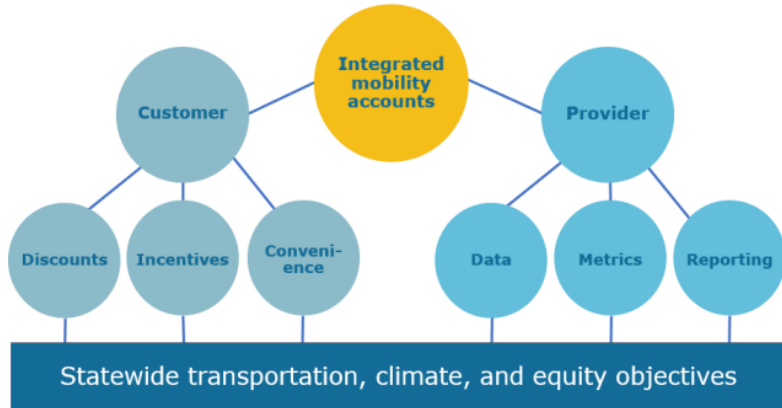 Integrated
mobility
accounts
Customer
Provider
Discounts
Incentives
Conveni-
ence
Data
Metrics
Reporting
Statewide transportation, climate, and equity objectives